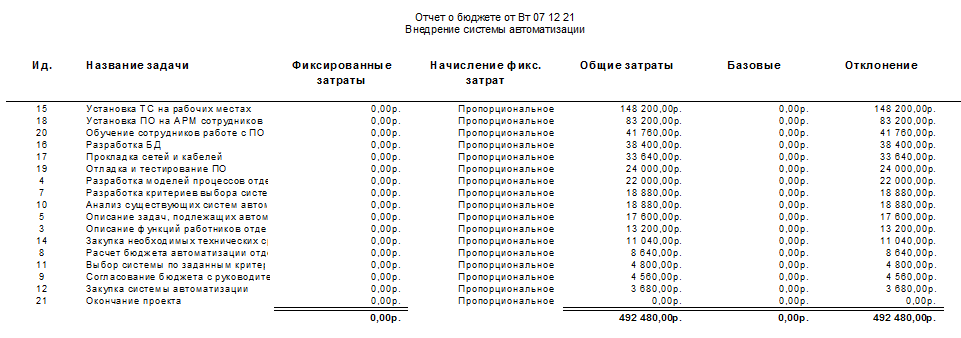 Отчет о бюджете от Вт 07 12 21
Внедрение системы автоматизации
Ид. Название задачи Фиксированные затраты Начисление фикс. затрат Общие затраты Базовые Отклонение
15 Установка ТС на рабочих местах 0,00р. Пропорциональное 148 200,00р. 0,00р. 148 200,00р.
18 Установка ПО на АРМ сотрудников 0,00р. Пропорциональное 83 200,00р. 0,00р. 83 200,00р.
20 Обучение сотрудников работе с ПО 0,00р. Пропорциональное 41 760,00р. 0,00р. 41 760,00р.
16 Разработка БД 0,00р. Пропорциональное 38 400,00р. 0,00р. 38 400,00р.
17 Прокладка сетей и кабелей 0,00р. Пропорциональное 33 640,00р. 0,00р. 33 640,00р.
19 Отладка и тестирование ПО 0,00р. Пропорциональное 24 000,00р. 0,00р. 24 000,00р.
4 Разработка моделей процессов отде 0,00р. Пропорциональное 22 000,00р. 0,00р. 22 000,00р.
7 Разработка критериев выбора систе 0,00р. Пропорциональное 18 880,00р. 0,00р. 18 880,00р.
10 Анализ существующих систем автом 0,00р. Пропорциональное 18 880,00р. 0,00р. 18 880,00р.
5 Описание задач, подлежащих автом 0,00р. Пропорциональное 17 600,00р. 0,00р. 17 600,00р.
3 Описание функций работников отде 0,00р. Пропорциональное 13 200,00р. 0,00р. 13 200,00р.
14 Закупка необходимых технических с 0,00р. Пропорциональное 11 040,00р. 0,00р. 11 040,00р.
8 Расчет бюджета автоматизации отд 0,00р. Пропорциональное 8 640,00р. 0,00р. 8 640,00р.
11 Выбор системы по заданным критер 0,00р. Пропорциональное 4 800,00р. 0,00р. 4 800,00р.
9 Согласование бюджета с руководите 0,00р. Пропорциональное 4 560,00р. 0,00р. 4 560,00р.
12 Закупка системы автоматизации 0,00р. Пропорциональное 3 680,00р. 0,00р. 3 680,00р.
21 Окончание проекта 0,00р. Пропорциональное 0,00р. 0,00р. 0,00р.
0,00р. 492 480,00р. 0,00р. 492 480,00р.